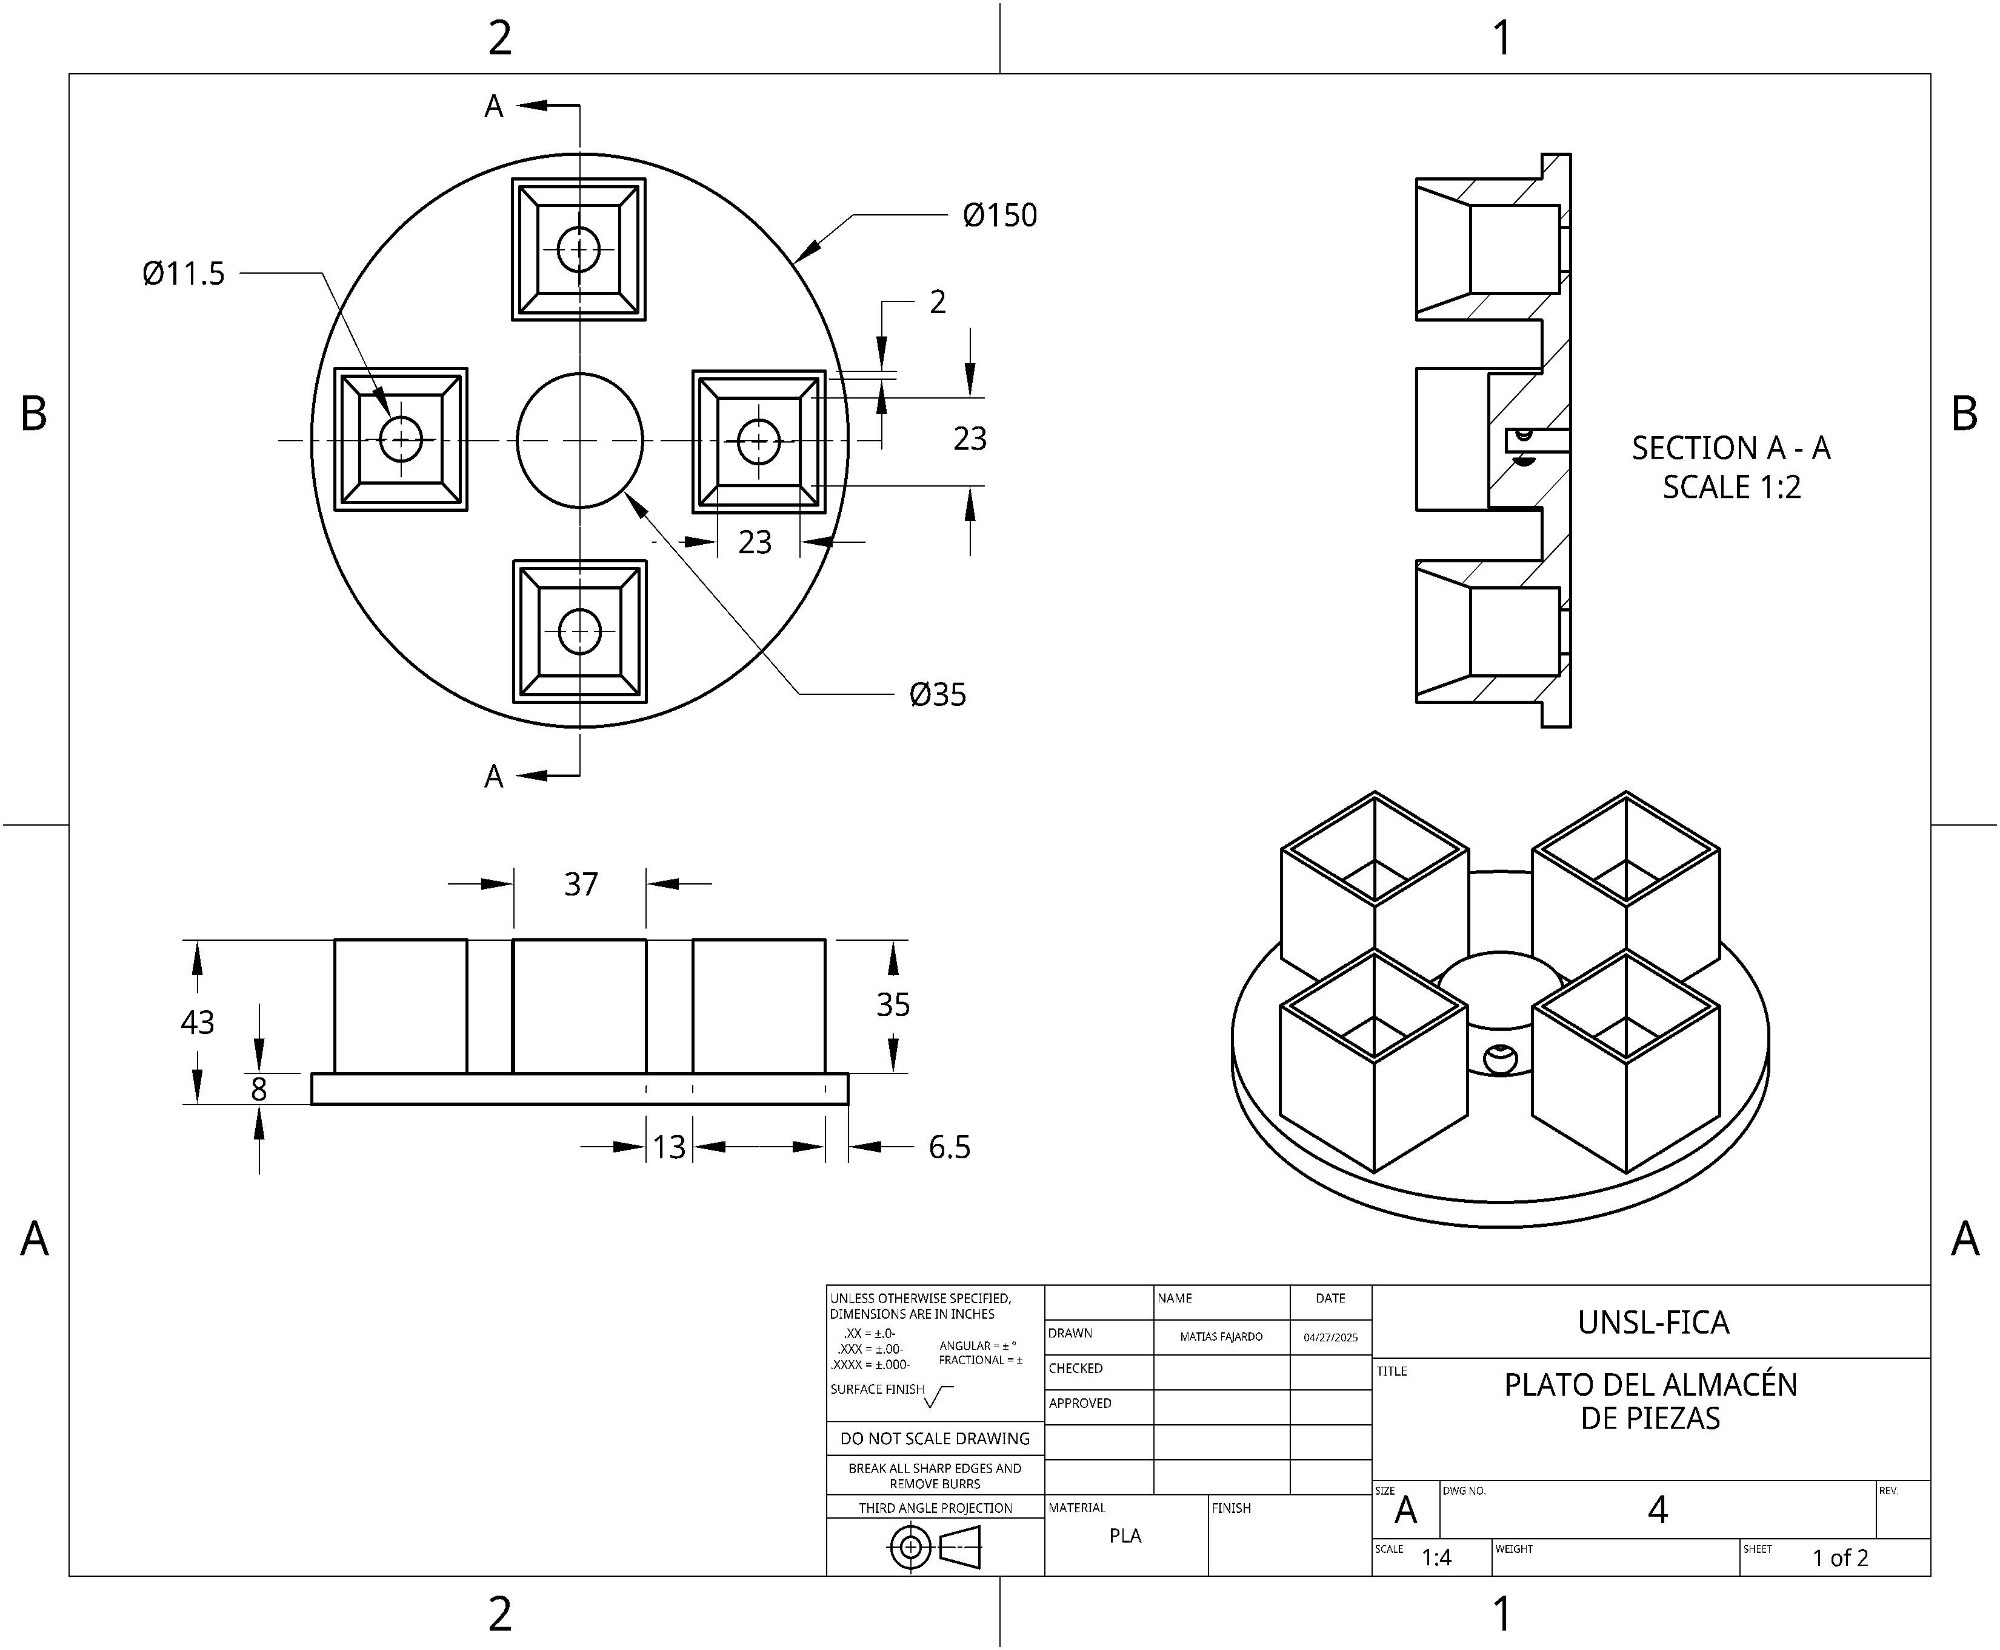 2
1
A
Ø150
Ø11.5
2
23
23
Ø35
A
B
B
SECTION A - A
SCALE 1:2
37
43
8
35
13
6.5
A
A
UNLESS OTHERWISE SPECIFIED,
DIMENSIONS ARE IN INCHES
.XX = ±.0-
.XXX = ±.00-
.XXXX = ±.000-
ANGULAR = ± °
FRACTIONAL = ±
SURFACE FINISH
DO NOT SCALE DRAWING
BREAK ALL SHARP EDGES AND
REMOVE BURRS
THIRD ANGLE PROJECTION
NAME
DATE
DRAWN
MATIAS FAJARDO
04/27/2025
CHECKED
APPROVED
MATERIAL
PLA
FINISH
UNSL-FICA
TITLE
PLATO DEL ALMACÉN
DE PIEZAS
SIZE
A
DWG NO.
4
REV.
SCALE
1:4
WEIGHT
SHEET
1 of 2
2
1